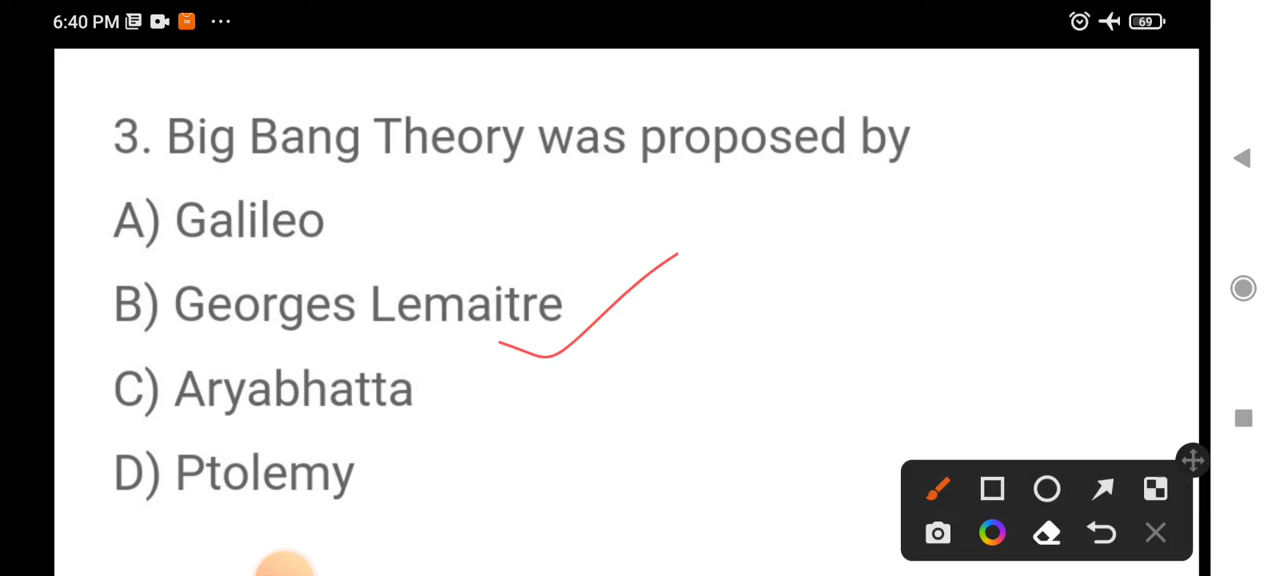 6:40 PM
69
3. Big Bang Theory was proposed by
A) Galileo
B) Georges Lemaitre
C) Aryabhatta
D) Ptolemy